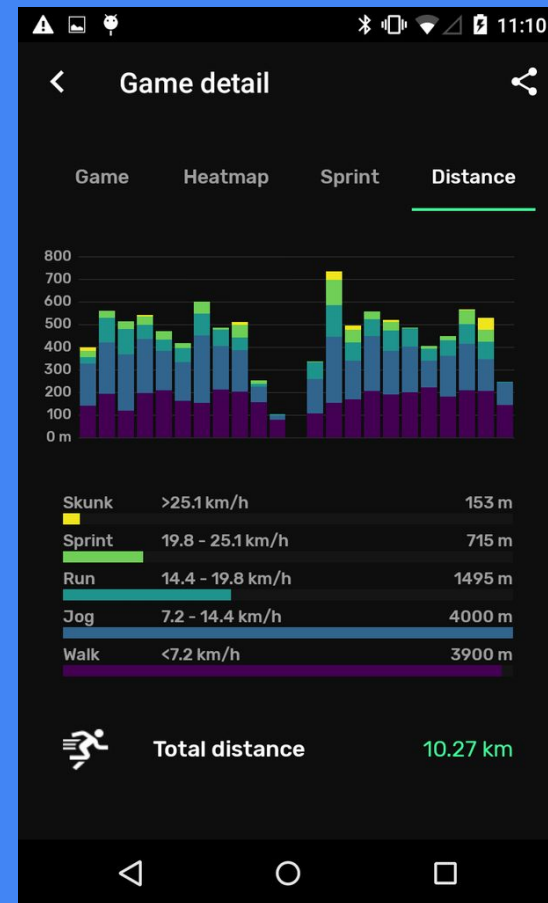 11:10
Game detail
Game Heatmap Sprint Distance
800
700
600
500
400
300
200
100
0 m
Skunk >25.1 km/h 153 m
Sprint 19.8 - 25.1 km/h 715 m
Run 14.4 - 19.8 km/h 1495 m
Jog 7.2 - 14.4 km/h 4000 m
Walk <7.2 km/h 3900 m
Total distance 10.27 km